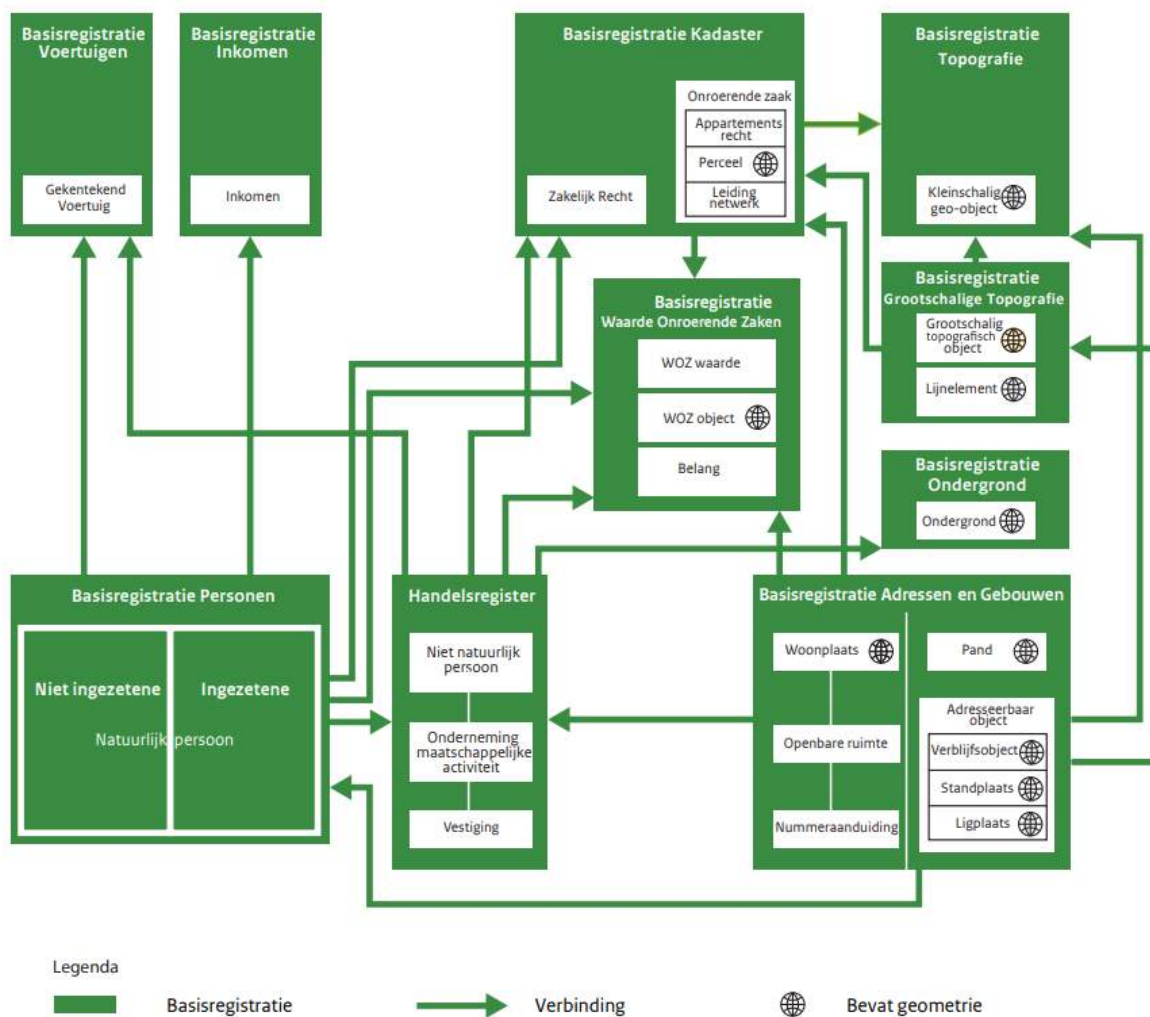 Basisregistratie
Voertuigen
Gekentekend
Voertuig
Basisregistratie
Inkomen
Inkomen
Basisregistratie Kadaster
Onroerende zaak
Appartements
recht
Perceel
Leiding
netwerk
Zakelijk Recht
Basisregistratie
Topografie
Kleinschalig
geo-object
Basisregistratie
Grootschalige Topografie
Grootschalig
topografisch
object
Lijnelement
Basisregistratie
Waarde Onroerende Zaken
WOZ waarde
WOZ object
Belang
Basisregistratie
Ondergrond
Ondergrond
Basisregistratie Personen
Niet ingezetene
Ingezetene
Natuurlijk persoon
Handelsregister
Niet natuurlijk
persoon
Onderneming
maatschappelijke
activiteit
Vestiging
Basisregistratie Adressen en Gebouwen
Woonplaats
Openbare ruimte
Nummeraanduiding
Pand
Adresseerbaar
object
Verblijfsobject
Standplaats
Ligplaats
Legenda
Basisregistratie
Verbinding
Bevat geometrie